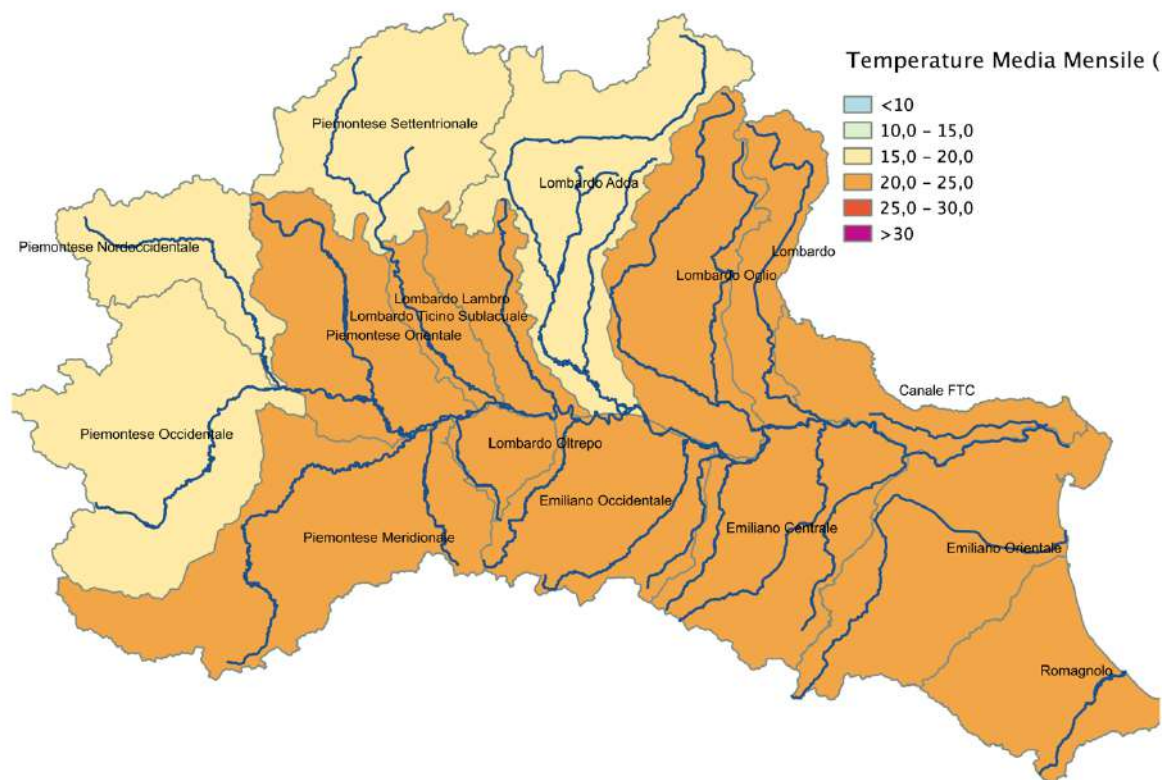 Temperature Media Mensile (
<10
10,0 – 15,0
15,0 – 20,0
20,0 – 25,0
25,0 – 30,0
>30
Piemontese Settentrionale
Lombardo Adda
Piemontese Nordoccidentale
Lombardo
Lombardo Oglio
Lombardo Lambro
Lombardo Ticino Sublacuale
Piemontese Orientale
Canale FTC
Piemontese Occidentale
Lombardo Oltrepo
Emiliano Occidentale
Emiliano Centrale
Piemontese Meridionale
Emiliano Orientale
Romagnolo